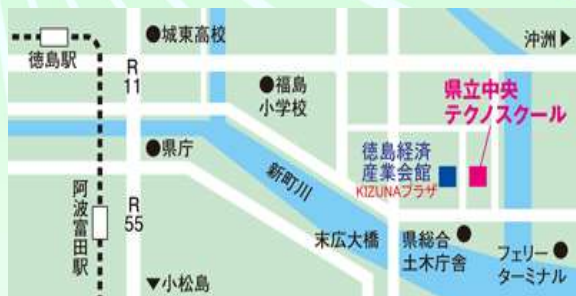 ●城東高校
沖洲▶
徳島駅
R
11
●福島
小学校
県立中央
テクノスクール
●県庁
徳島経済
産業会館
KIZUNAプラザ
新町川
阿波富田駅
R
55
末広大橋
県総合●
土木庁舎
フェリー●
ターミナル
▼小松島